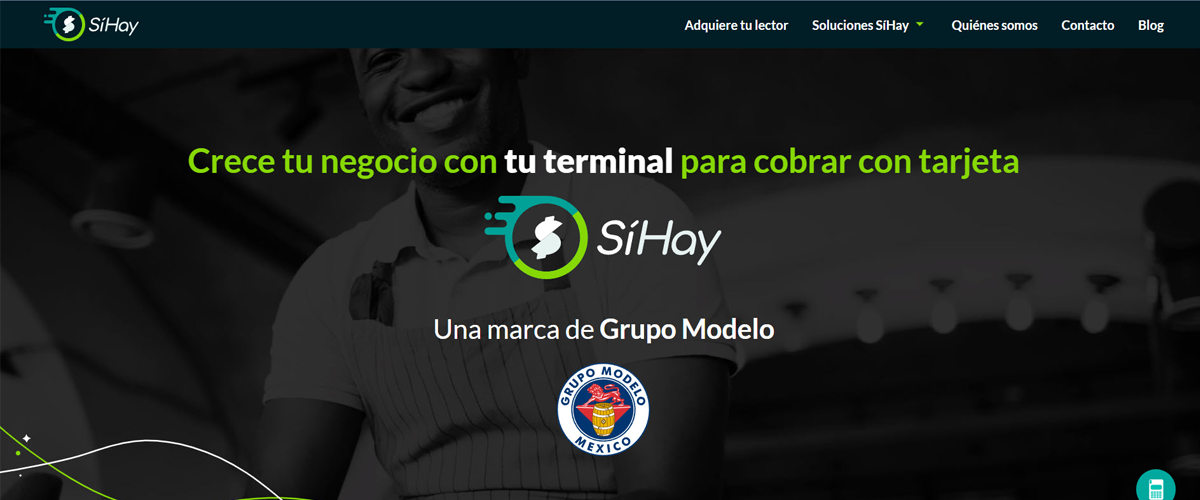 SíHay
Adquiere tu lector
Soluciones SíHay
Quiénes somos
Contacto
Blog
Crece tu negocio con tu terminal para cobrar con tarjeta
SíHay
Una marca de Grupo Modelo
GRUPO MODELO
MEXICO